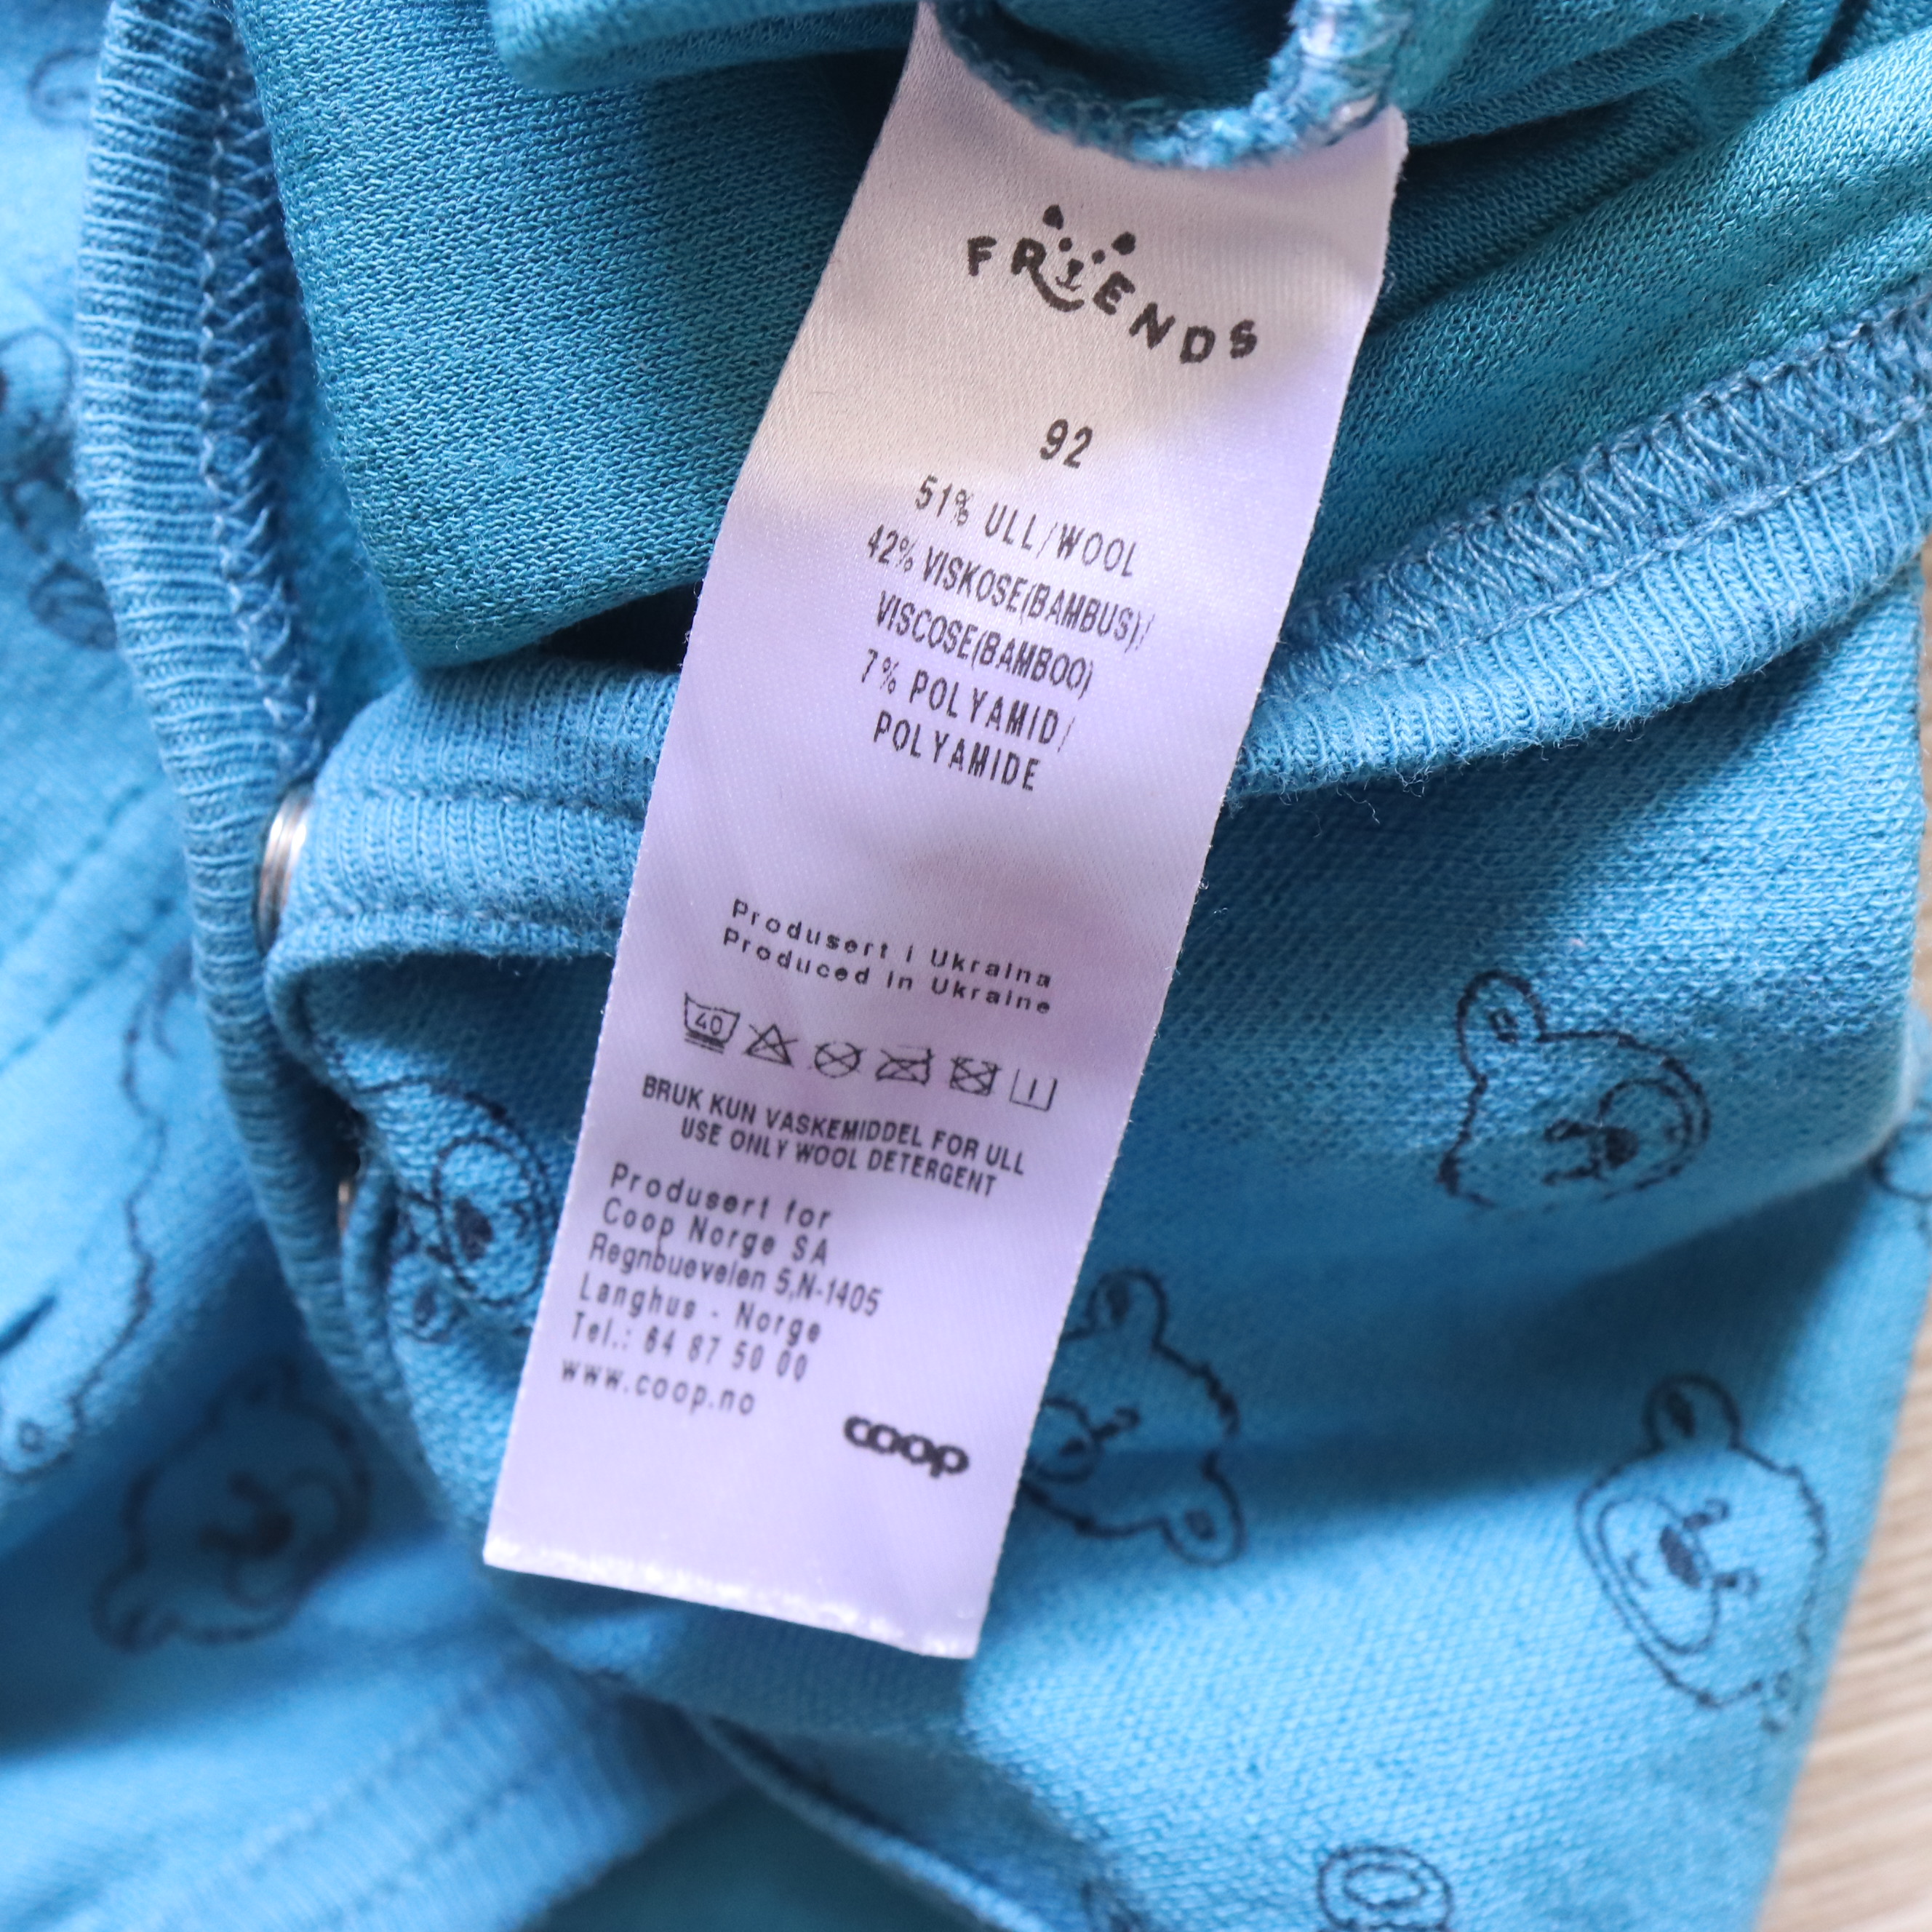 FRIENDS
92
51% ULL/WOOL
42% VISKOSE(BAMBUS)/
VISCOSE(BAMBOO)
7% POLYAMID/
POLYAMIDE
Produsert i Ukraina
Produced in Ukraine
40
BRUK KUN VASKEMIDDEL FOR ULL
USE ONLY WOOL DETERGENT
Produsert for
Coop Norge SA
Regnbueveien 5,N-1405
Langhus - Norge
Tel.: 64 87 50 00
www.coop.no
coop